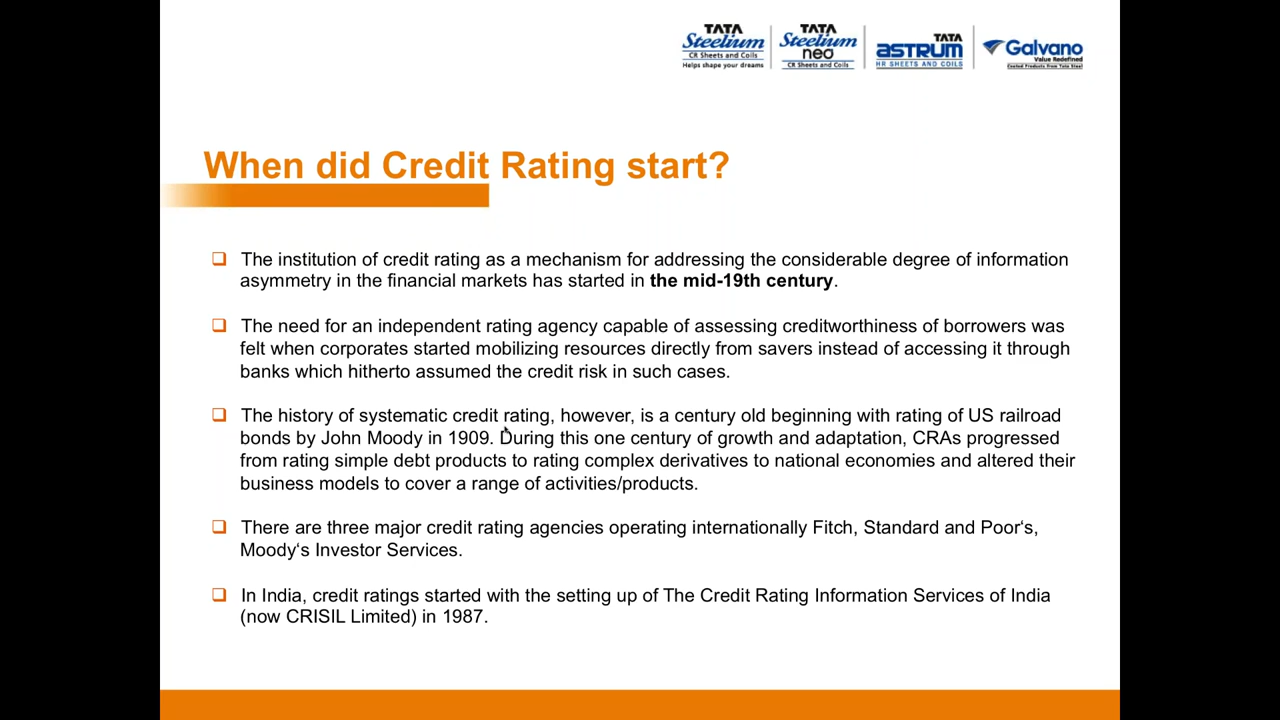 TATA
Steelium
CR Sheets and Coils
Helps shape your dreams
TATA
Steelium
neo
CR Sheets and Coils
TATA
ASTRUM
HR SHEETS AND COILS
Galvano
Value Redefined
Coated Products from Tata Steel
When did Credit Rating start?
❑ The institution of credit rating as a mechanism for addressing the considerable degree of information
asymmetry in the financial markets has started in the mid-19th century.
❑ The need for an independent rating agency capable of assessing creditworthiness of borrowers was
felt when corporates started mobilizing resources directly from savers instead of accessing it through
banks which hitherto assumed the credit risk in such cases.
❑ The history of systematic credit rating, however, is a century old beginning with rating of US railroad
bonds by John Moody in 1909. During this one century of growth and adaptation, CRAs progressed
from rating simple debt products to rating complex derivatives to national economies and altered their
business models to cover a range of activities/products.
❑ There are three major credit rating agencies operating internationally Fitch, Standard and Poor‘s,
Moody‘s Investor Services.
❑ In India, credit ratings started with the setting up of The Credit Rating Information Services of India
(now CRISIL Limited) in 1987.